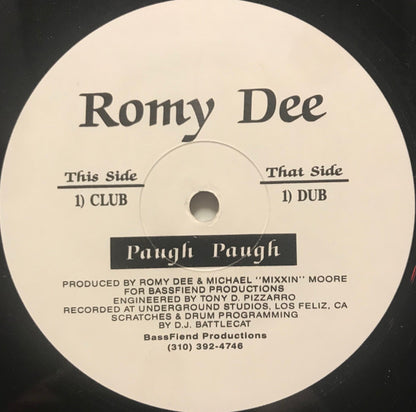 Romy Dee
This Side
That Side
1) CLUB
1) DUB
Paugh Paugh
PRODUCED BY ROMY DEE & MICHAEL ''MIXXIN'' MOORE
FOR BASSFIEND PRODUCTIONS
ENGINEERED BY TONY D. PIZZARRO
RECORDED AT UNDERGROUND STUDIOS, LOS FELIZ, CA
SCRATCHES & DRUM PROGRAMMING
BY D.J. BATTLECAT
BassFiend Productions
(310) 392-4746